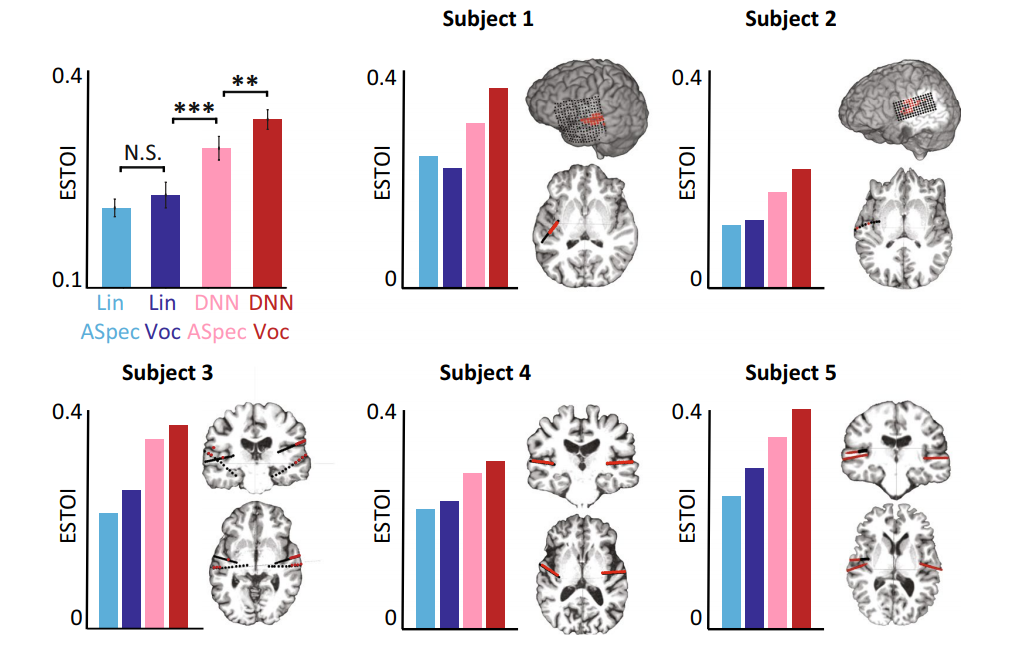 Subject 1
Subject 2
0.4
ESTOI
0.1
N.S.
***
**
Lin Lin DNN DNN
ASpec Voc ASpec Voc
0.4
ESTOI
0
0.4
ESTOI
0
Subject 3
Subject 4
Subject 5
0.4
ESTOI
0
0.4
ESTOI
0
0.4
ESTOI
0